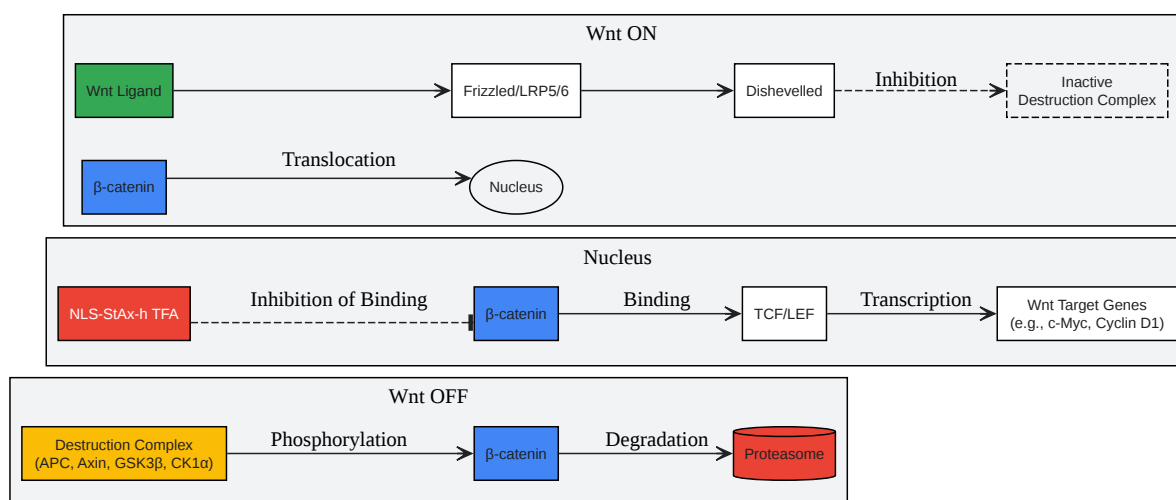 Wnt ON
Wnt Ligand
Frizzled/LRP5/6
Dishevelled
Inhibition
Inactive
Destruction Complex
β-catenin
Translocation
Nucleus
Nucleus
NLS-StAx-h TFA
Inhibition of Binding
β-catenin
Binding
TCF/LEF
Transcription
Wnt Target Genes
(e.g., c-Myc, Cyclin D1)
Wnt OFF
Destruction Complex
(APC, Axin, GSK3β, CK1α)
Phosphorylation
β-catenin
Degradation
Proteasome